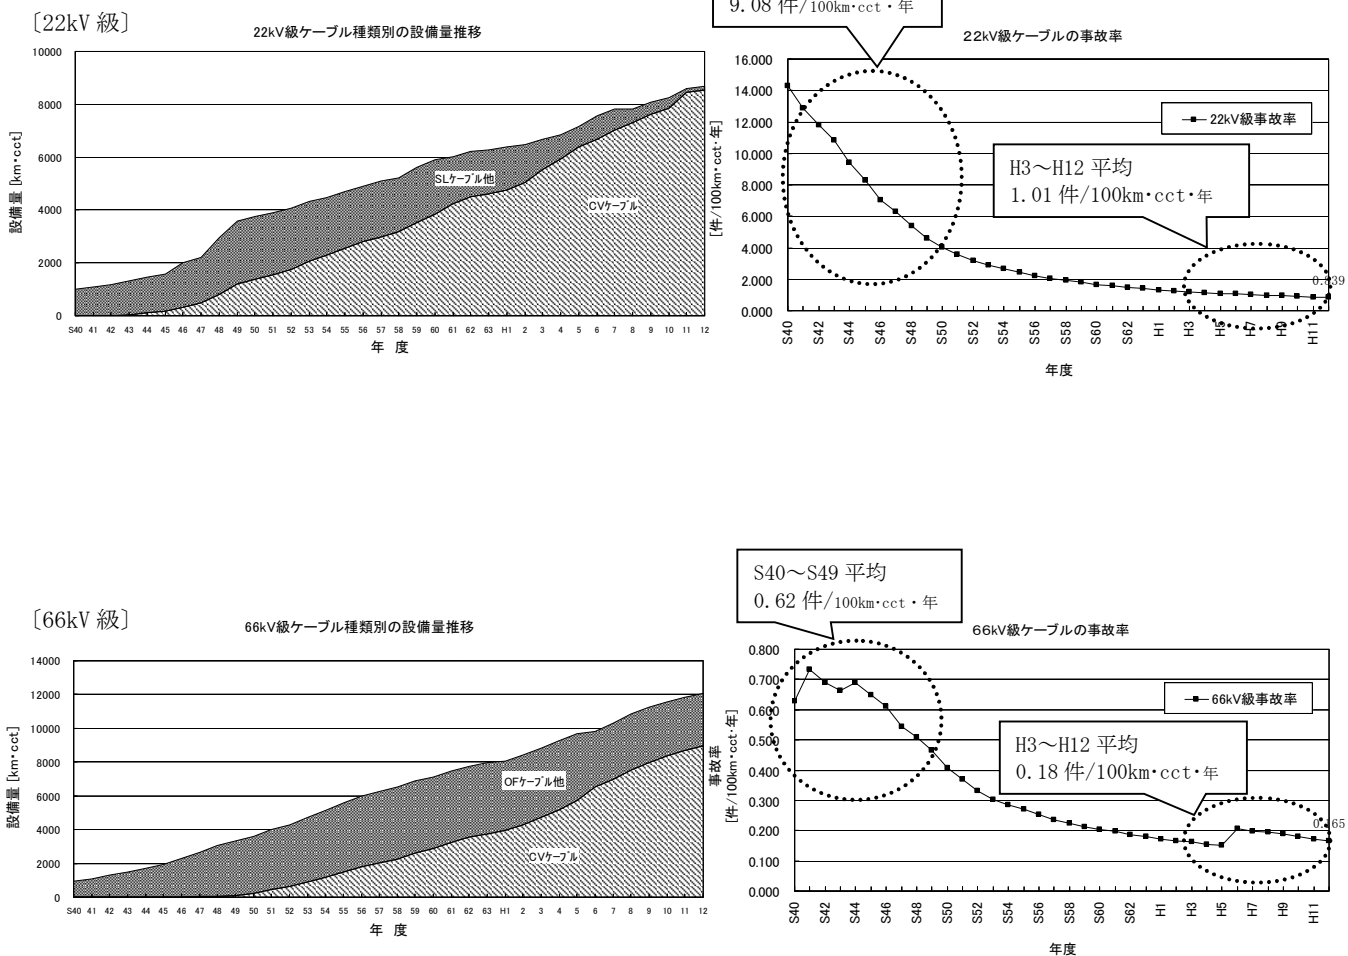 〔22kV 級〕
22kV級ケーブル種類別の設備量推移
設備量 [km・cct]
10000
8000
6000
4000
2000
0
SLｹｰﾌﾞﾙ他
CVｹｰﾌﾞﾙ
S40 41 42 43 44 45 46 47 48 49 50 51 52 53 54 55 56 57 58 59 60 61 62 63 H1 2 3 4 5 6 7 8 9 10 11 12
年 度
9.08 件/100km・cct・年
22kV級ケーブルの事故率
[件/100km・cct・年]
16.000
14.000
12.000
10.000
8.000
6.000
4.000
2.000
0.000
22kV級事故率
H3～H12 平均
1.01 件/100km・cct・年
0.839
S40 S42 S44 S46 S48 S50 S52 S54 S56 S58 S60 S62 H1 H3 H5 H7 H9 H11
年度
〔66kV 級〕
66kV級ケーブル種類別の設備量推移
設備量 [km・cct]
14000
12000
10000
8000
6000
4000
2000
0
OFｹｰﾌﾞﾙ他
CVｹｰﾌﾞﾙ
S40 41 42 43 44 45 46 47 48 49 50 51 52 53 54 55 56 57 58 59 60 61 62 63 H1 2 3 4 5 6 7 8 9 10 11 12
年 度
S40～S49 平均
0.62 件/100km・cct・年
66kV級ケーブルの事故率
事故率
[件/100km・cct・年]
0.800
0.700
0.600
0.500
0.400
0.300
0.200
0.100
0.000
66kV級事故率
H3～H12 平均
0.18 件/100km・cct・年
0.165
S40 S42 S44 S46 S48 S50 S52 S54 S56 S58 S60 S62 H1 H3 H5 H7 H9 H11
年度